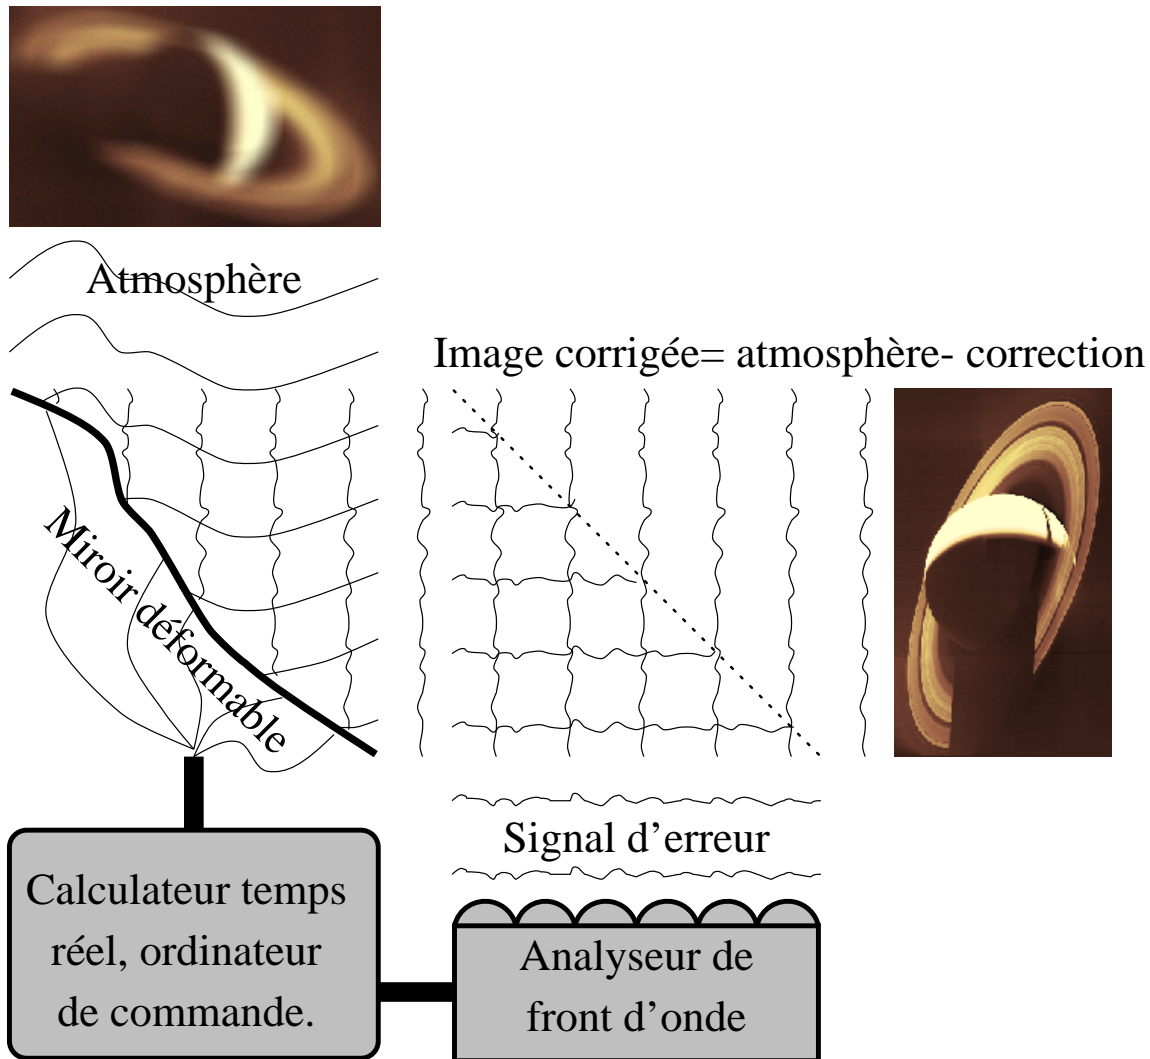 Atmosphère
Image corrigée= atmosphère- correction
Miroir déformable
Signal d'erreur
Calculateur temps
réel, ordinateur
de commande.
Analyseur de
front d'onde